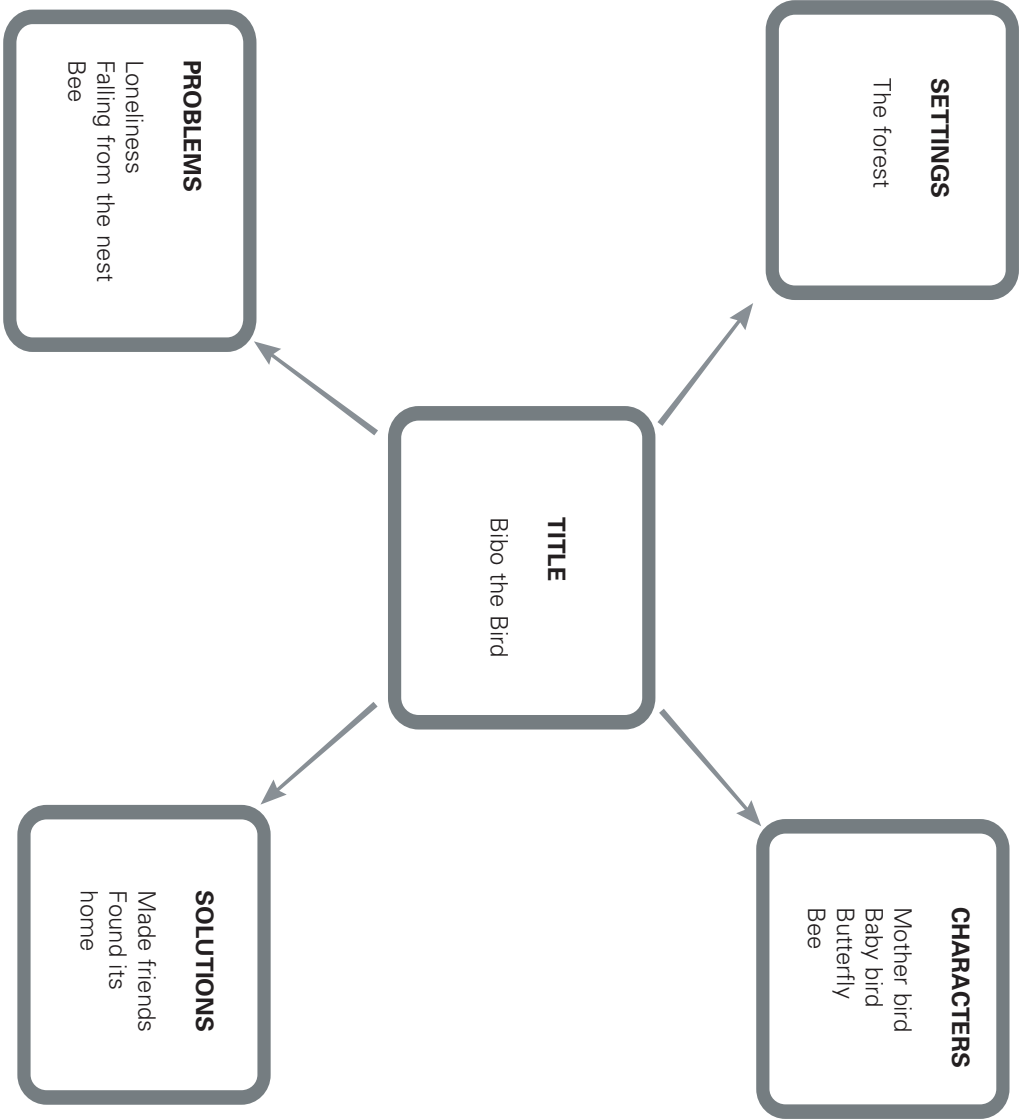 SETTINGS
The forest
CHARACTERS
Mother bird
Baby bird
Butterfly
Bee
TITLE
Bibo the Bird
PROBLEMS
Loneliness
Falling from the nest
Bee
SOLUTIONS
Made friends
Found its
home